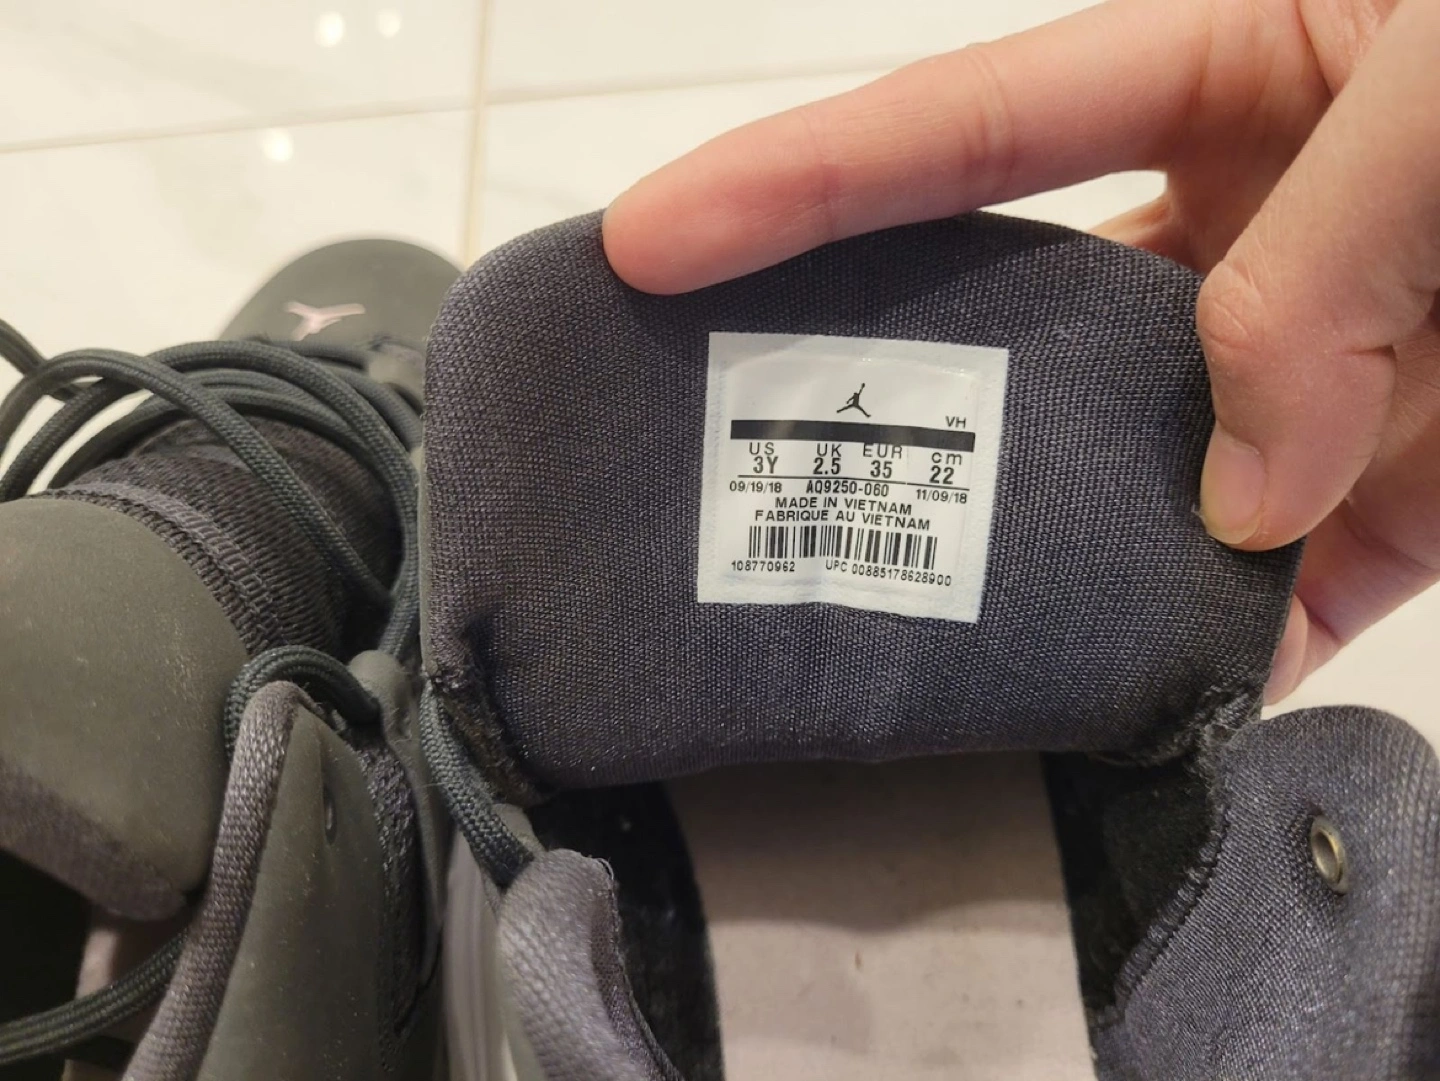 VH
US UK EUR cm
3Y 2.5 35 22
09/19/18 AQ9250-060 11/09/18
MADE IN VIETNAM
FABRIQUE AU VIETNAM
108770962 UPC 00885178628900